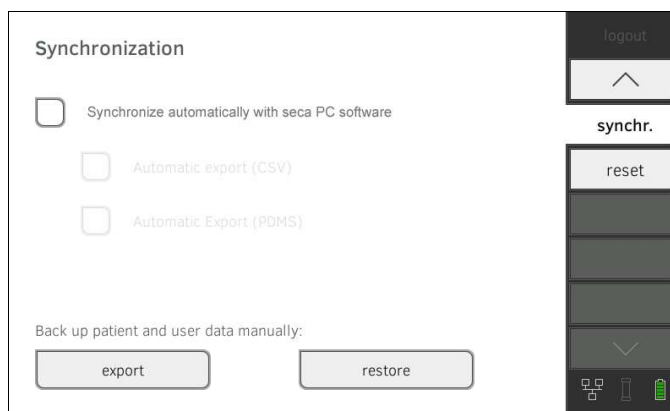 logout
Synchronization
Synchronize automatically with seca PC software
synchr.
Automatic export (CSV)
reset
Automatic Export (PDMS)
Back up patient and user data manually:
export
restore